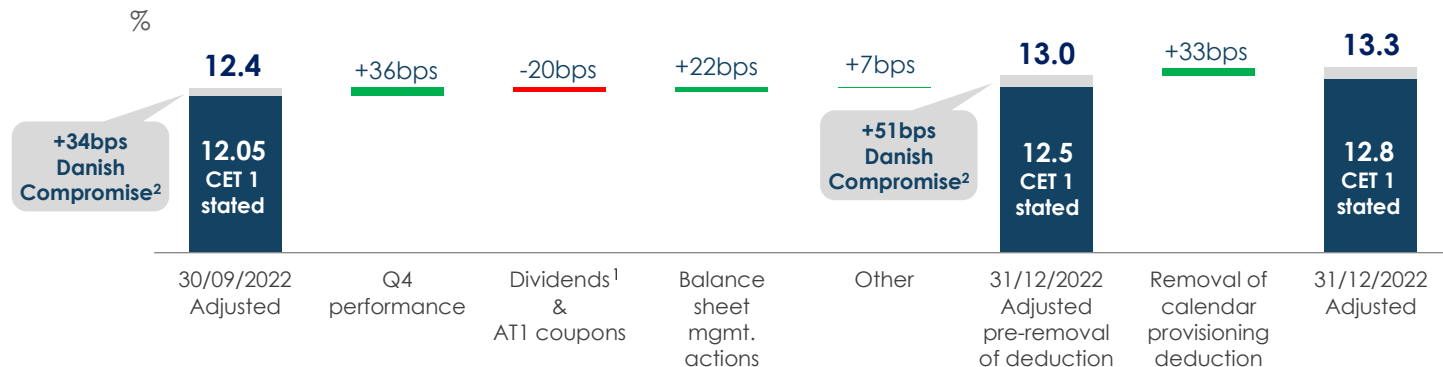 %
12.4
+36bps
-20bps
+22bps
+7bps
13.0
+33bps
13.3
+34bps
Danish
Compromise²
12.05
CET 1
stated
+51bps
Danish
Compromise²
12.5
CET 1
stated
12.8
CET 1
stated
30/09/2022
Adjusted
Q4
performance
Dividends¹
&
AT1 coupons
Balance
sheet
mgmt.
actions
Other
31/12/2022
Adjusted
pre-removal
of deduction
Removal of
calendar
provisioning
deduction
31/12/2022
Adjusted